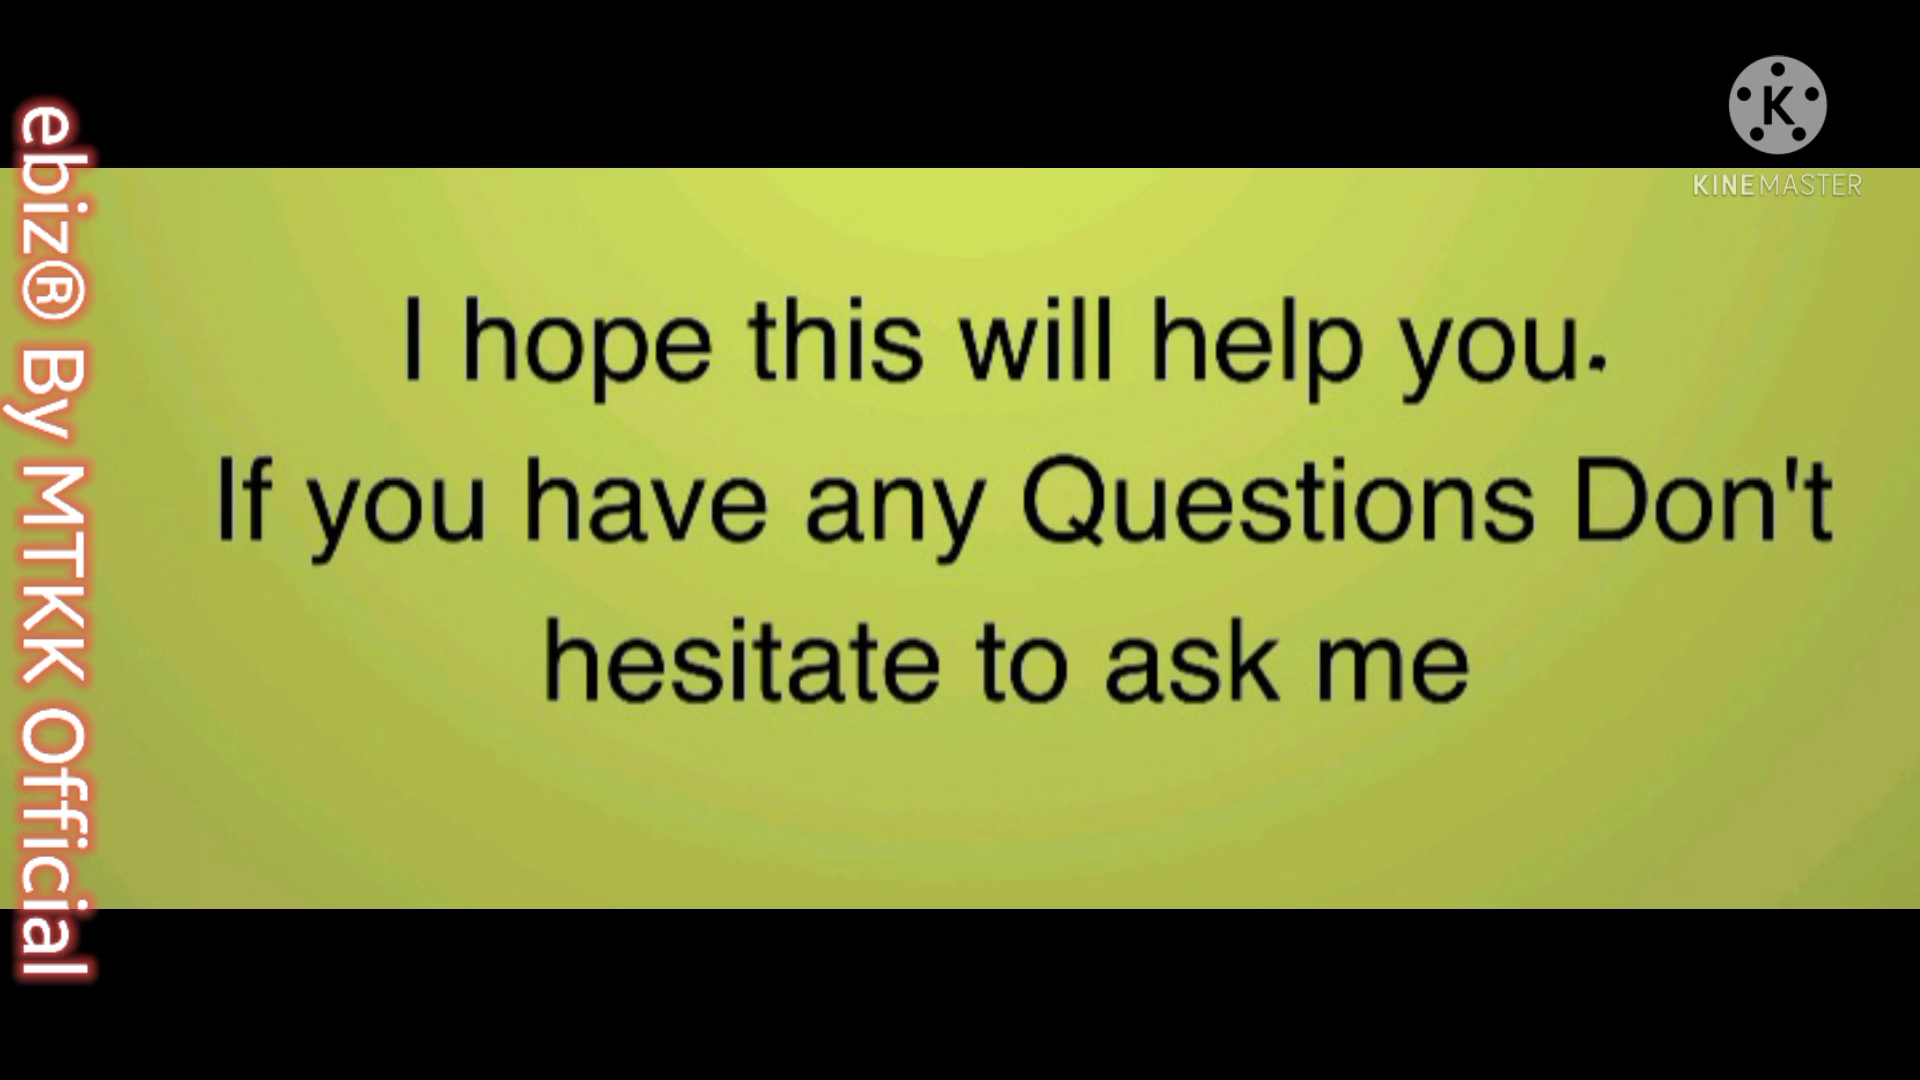 ebiz® By MTKK Official
K
KINEMASTER
I hope this will help you.
If you have any Questions Don't
hesitate to ask me